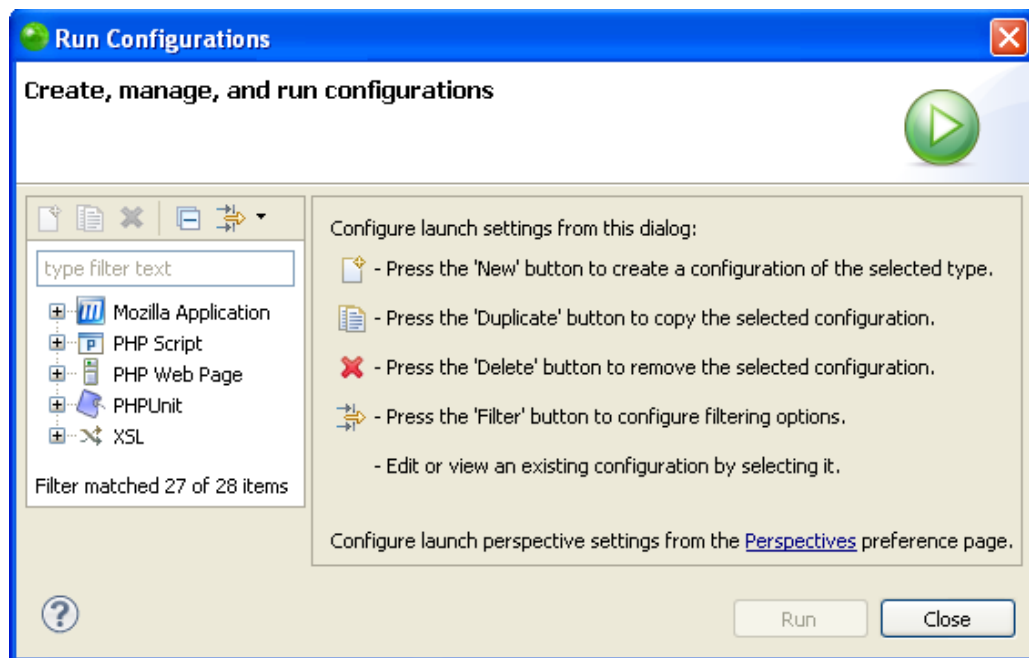 Run Configurations
Create, manage, and run configurations
type filter text
Mozilla Application
PHP Script
PHP Web Page
PHPUnit
XSL
Filter matched 27 of 28 items
Configure launch settings from this dialog:
- Press the 'New' button to create a configuration of the selected type.
- Press the 'Duplicate' button to copy the selected configuration.
- Press the 'Delete' button to remove the selected configuration.
- Press the 'Filter' button to configure filtering options.
- Edit or view an existing configuration by selecting it.
Configure launch perspective settings from the Perspectives preference page.
Run
Close